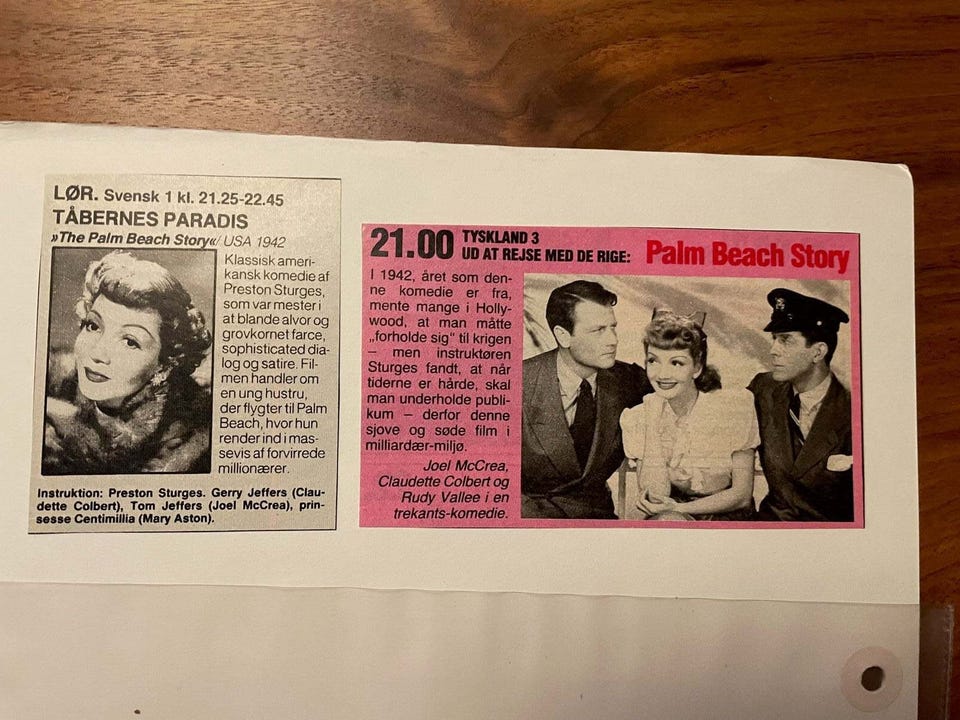 LØR. Svensk 1 kl. 21.25-22.45
TÅBERNES PARADIS
»The Palm Beach Story«/ USA 1942
Klassisk ameri-
kansk komedie af
Preston Sturges,
som var mester i
at blande alvor og
grovkornet farce,
sophisticated dia-
log og satire. Fil-
men handler om
en ung hustru,
der flygter til Palm
Beach, hvor hun
render ind i mas-
sevis af forvirrede
millionærer.
Instruktion: Preston Sturges. Gerry Jeffers (Clau-
dette Colbert), Tom Jeffers (Joel McCrea), prin-
sesse Centimillia (Mary Aston).
21.00 TYSKLAND 3
UD AT REJSE MED DE RIGE: Palm Beach Story
I 1942, året som den-
ne komedie er fra,
mente mange i Holly-
wood, at man måtte
„forholde sig" til krigen
– men instruktøren
Sturges fandt, at når
tiderne er hårde, skal
man underholde publi-
kum – derfor denne
sjove og søde film i
milliardær-miljø.
Joel McCrea,
Claudette Colbert og
Rudy Vallee i en
trekants-komedie.